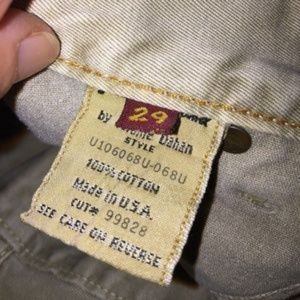 29
by Dahan
STYLE
U106068U-068U
100% COTTON
Made in U.S.A.
CUT# 99828
SEE CARE ON REVERSE